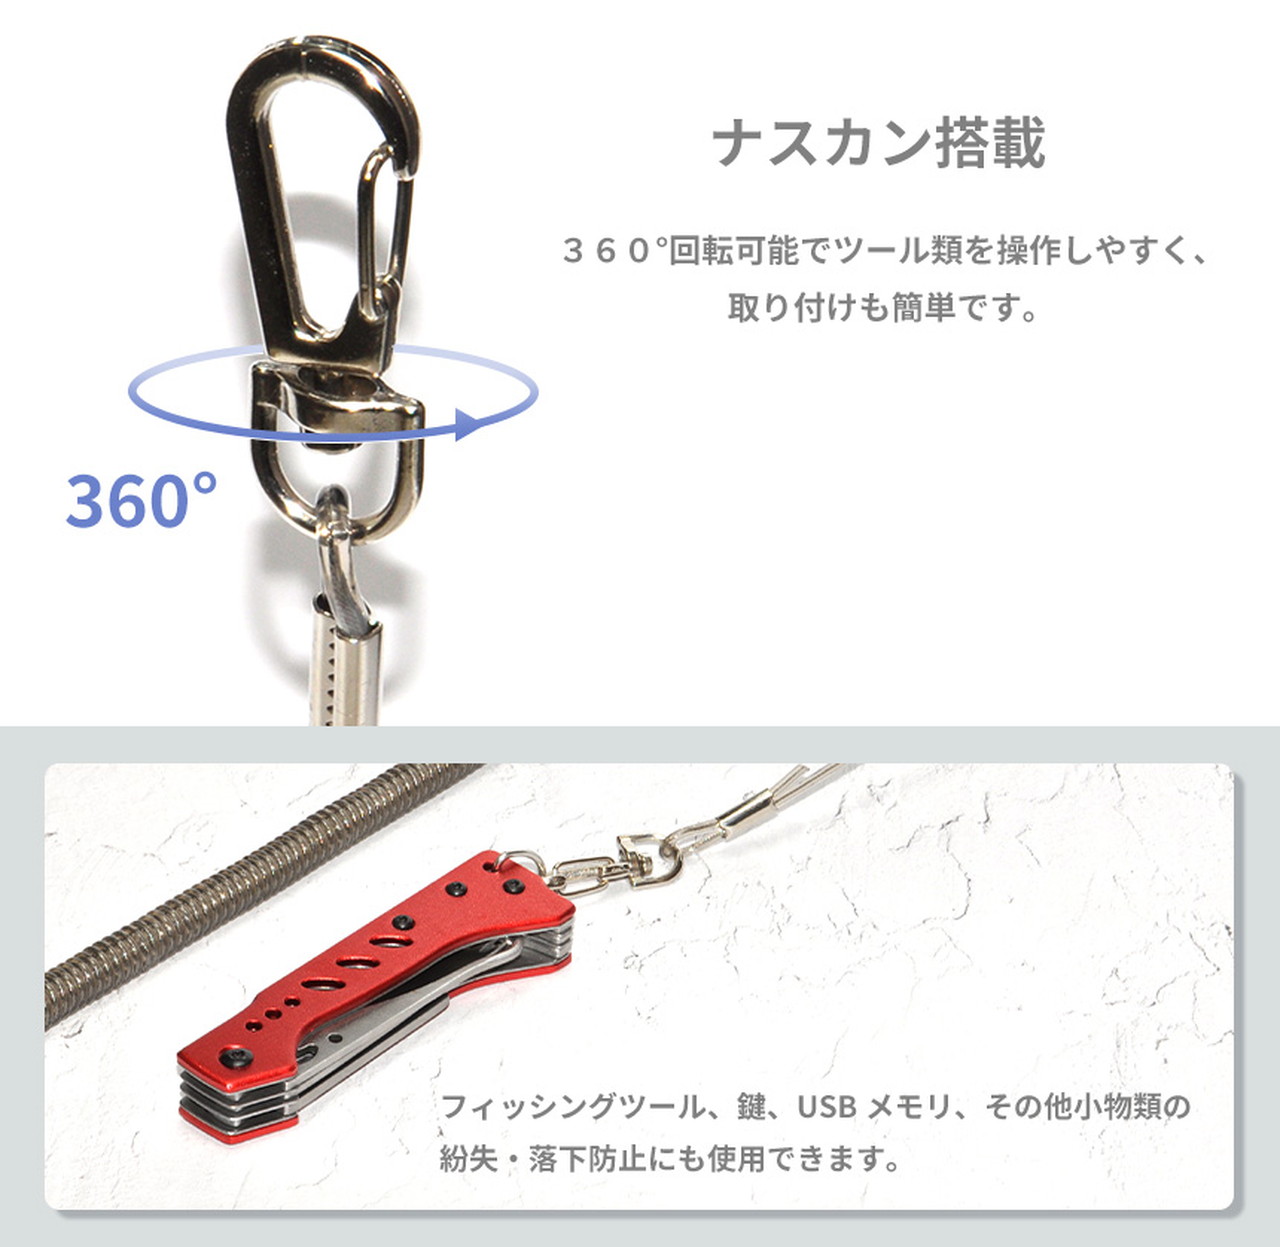 ナスカン搭載
３６０°回転可能でツール類を操作しやすく、
取り付けも簡単です。
360°
フィッシングツール、鍵、USB メモリ、その他小物類の
紛失・落下防止にも使用できます。